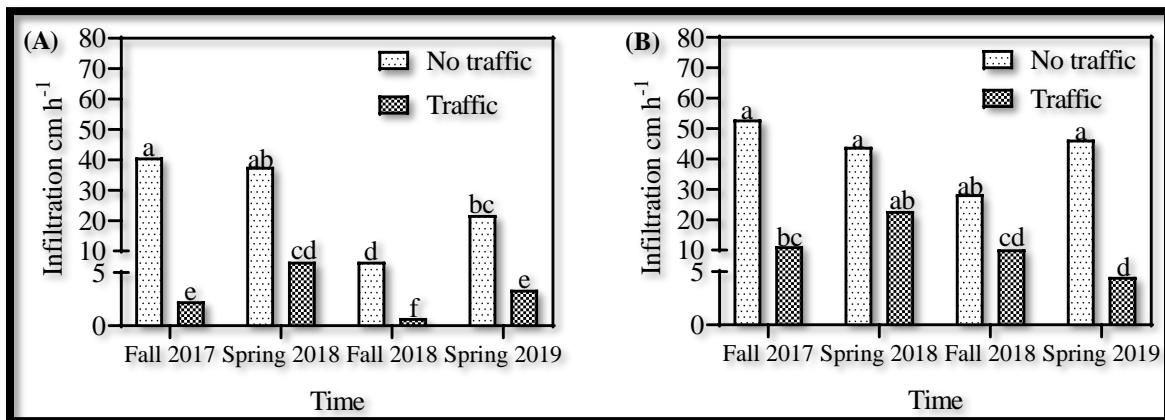 (A)
Infiltration cm h⁻¹
80
70
60
50
40
30
20
10
5
0
No traffic
Traffic
a
e
ab
cd
d
f
bc
e
Fall 2017 Spring 2018 Fall 2018 Spring 2019
Time
(B)
Infiltration cm h⁻¹
80
70
60
50
40
30
20
10
5
0
No traffic
Traffic
a
bc
a
ab
ab
cd
a
d
Fall 2017 Spring 2018 Fall 2018 Spring 2019
Time